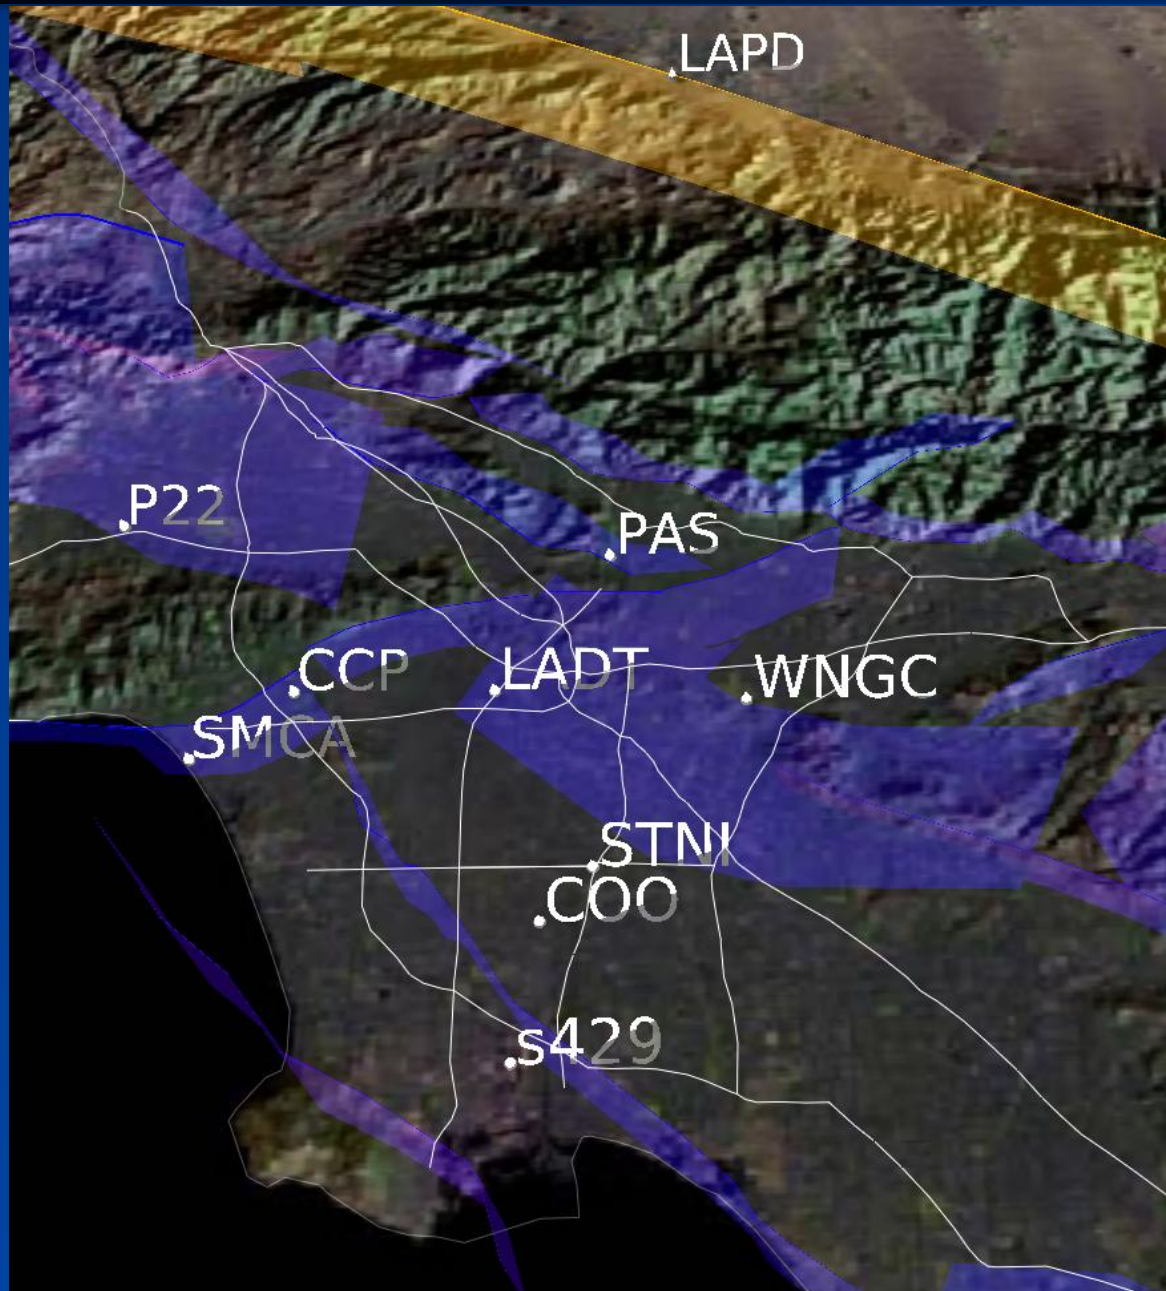 LAPD
P22
PAS
CCP
LADT
WNGC
SMCA
STNI
COO
s429